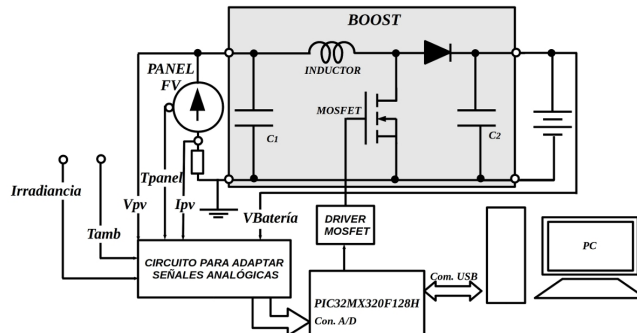 BOOST
PANEL
FV
INDUCTOR
MOSFET
C1
C2
Irradiancia
Tpanel
Tamb
Vpv
Ipv
VBatería
DRIVER
MOSFET
CIRCUITO PARA ADAPTAR
SEÑALES ANALÓGICAS
PIC32MX320F128H
Con. A/D
Com. USB
PC